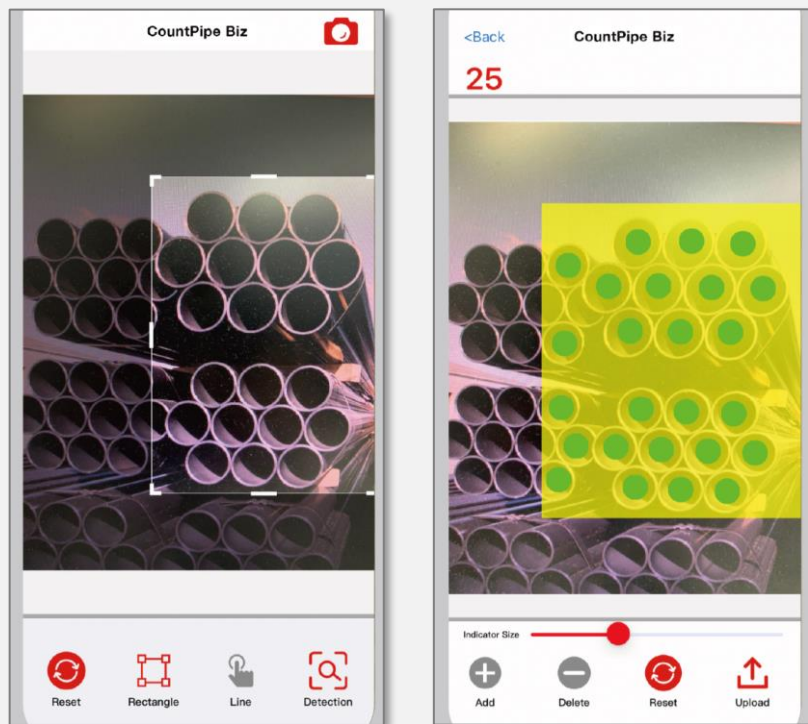 CountPipe Biz
Reset
Rectangle
Line
Detection
<Back
CountPipe Biz
25
Indicator Size
Add
Delete
Reset
Upload